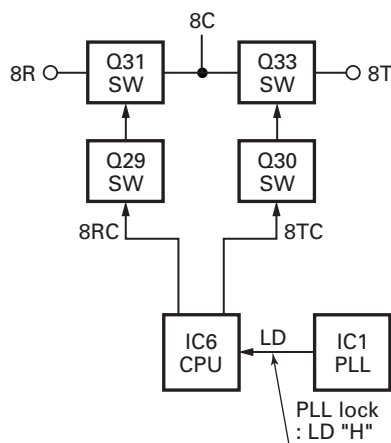 8C
8R
Q31
SW
Q33
SW
8T
Q29
SW
Q30
SW
8RC
8TC
IC6
CPU
LD
IC1
PLL
PLL lock
: LD "H"